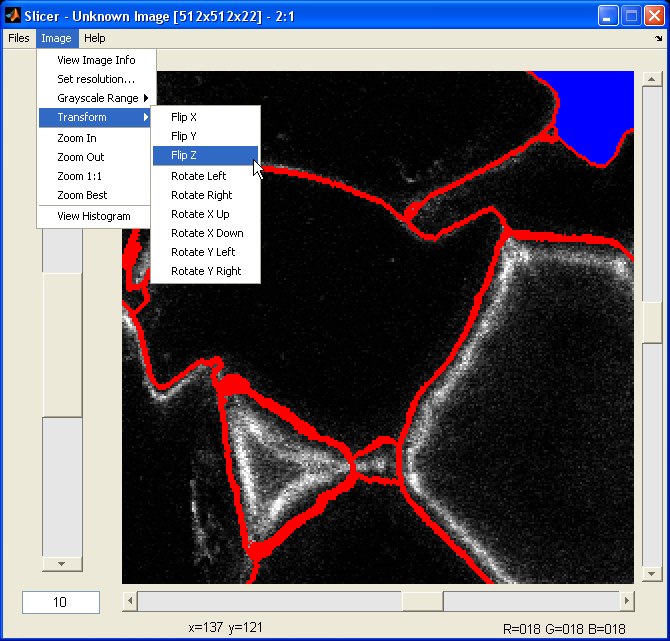 Slicer - Unknown Image [512x512x22] - 2:1
Files Image Help
View Image Info
Set resolution...
Grayscale Range
Transform
Zoom In
Zoom Out
Zoom 1:1
Zoom Best
View Histogram
Flip X
Flip Y
Flip Z
Rotate Left
Rotate Right
Rotate X Up
Rotate X Down
Rotate Y Left
Rotate Y Right
10
x=137 y=121
R=018 G=018 B=018